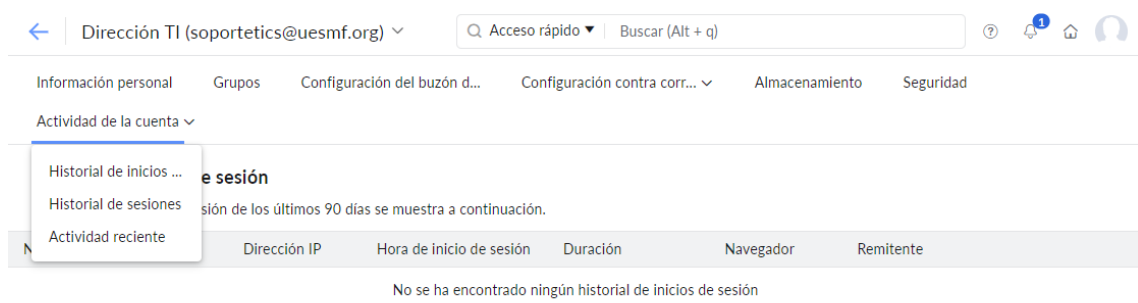 Dirección TI (soportetics@uesmf.org)
Acceso rápido ▼ Buscar (Alt + q)
1
Información personal Grupos Configuración del buzón d... Configuración contra corr... Almacenamiento Seguridad
Actividad de la cuenta
Historial de inicios ...
e sesión
Historial de sesiones
sión de los últimos 90 días se muestra a continuación.
Actividad reciente
N Dirección IP Hora de inicio de sesión Duración Navegador Remitente
No se ha encontrado ningún historial de inicios de sesión